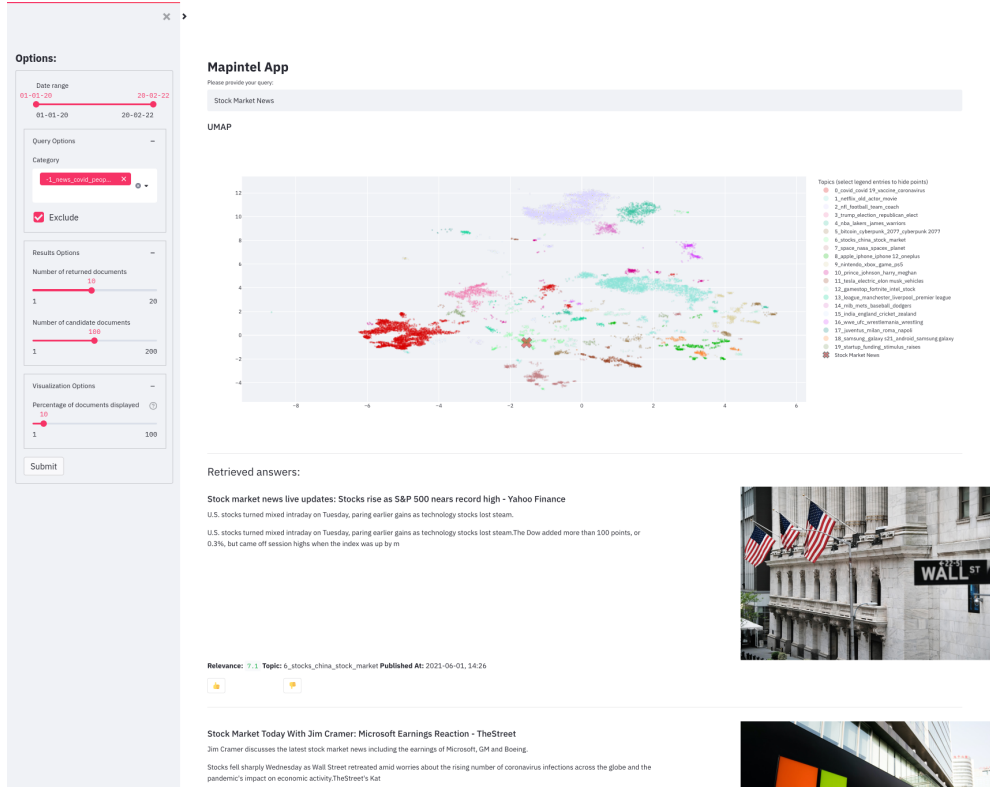 Options:
Date range
01-01-20 20-02-22
01-01-20 20-02-22
Query Options –
Category
-1_news_covid_peop... ×
Exclude
Results Options –
Number of returned documents
10
1 20
Number of candidate documents
100
1 200
Visualization Options –
Percentage of documents displayed ?
10
1 100
Submit
Mapintel App
Please provide your query:
Stock Market News
UMAP
12
10
8
6
4
2
0
−2
−4
−8 −6 −4 −2 0 2 4 6
Topics (select legend entries to hide points)
0_covid_covid 19_vaccine_coronavirus
1_netflix_old_actor_movie
2_nfl_football_team_coach
3_trump_election_republican_elect
4_nba_lakers_james_warriors
5_bitcoin_cyberpunk_2077_cyberpunk 2077
6_stocks_china_stock_market
7_space_nasa_spacex_planet
8_apple_iphone_iphone 12_oneplus
9_nintendo_xbox_game_ps5
10_prince_johnson_harry_meghan
11_tesla_electric_elon musk_vehicles
12_gamestop_fortnite_intel_stock
13_league_manchester_liverpool_premier league
14_mlb_mets_baseball_dodgers
15_india_england_cricket_zealand
16_wwe_ufc_wrestlemania_wrestling
17_juventus_milan_roma_napoli
18_samsung_galaxy s21_android_samsung galaxy
19_startup_funding_stimulus_raises
Stock Market News
Retrieved answers:
Stock market news live updates: Stocks rise as S&P 500 nears record high - Yahoo Finance
U.S. stocks turned mixed intraday on Tuesday, paring earlier gains as technology stocks lost steam.
U.S. stocks turned mixed intraday on Tuesday, paring earlier gains as technology stocks lost steam.The Dow added more than 100 points, or
0.3%, but came off session highs when the index was up by m
WALL ST
Relevance: 7.1 Topic: 6_stocks_china_stock_market Published At: 2021-06-01, 14:26
Stock Market Today With Jim Cramer: Microsoft Earnings Reaction - TheStreet
Jim Cramer discusses the latest stock market news including the earnings of Microsoft, GM and Boeing.
Stocks fell sharply Wednesday as Wall Street retreated amid worries about the rising number of coronavirus infections across the globe and the
pandemic's impact on economic activity.TheStreet's Kat